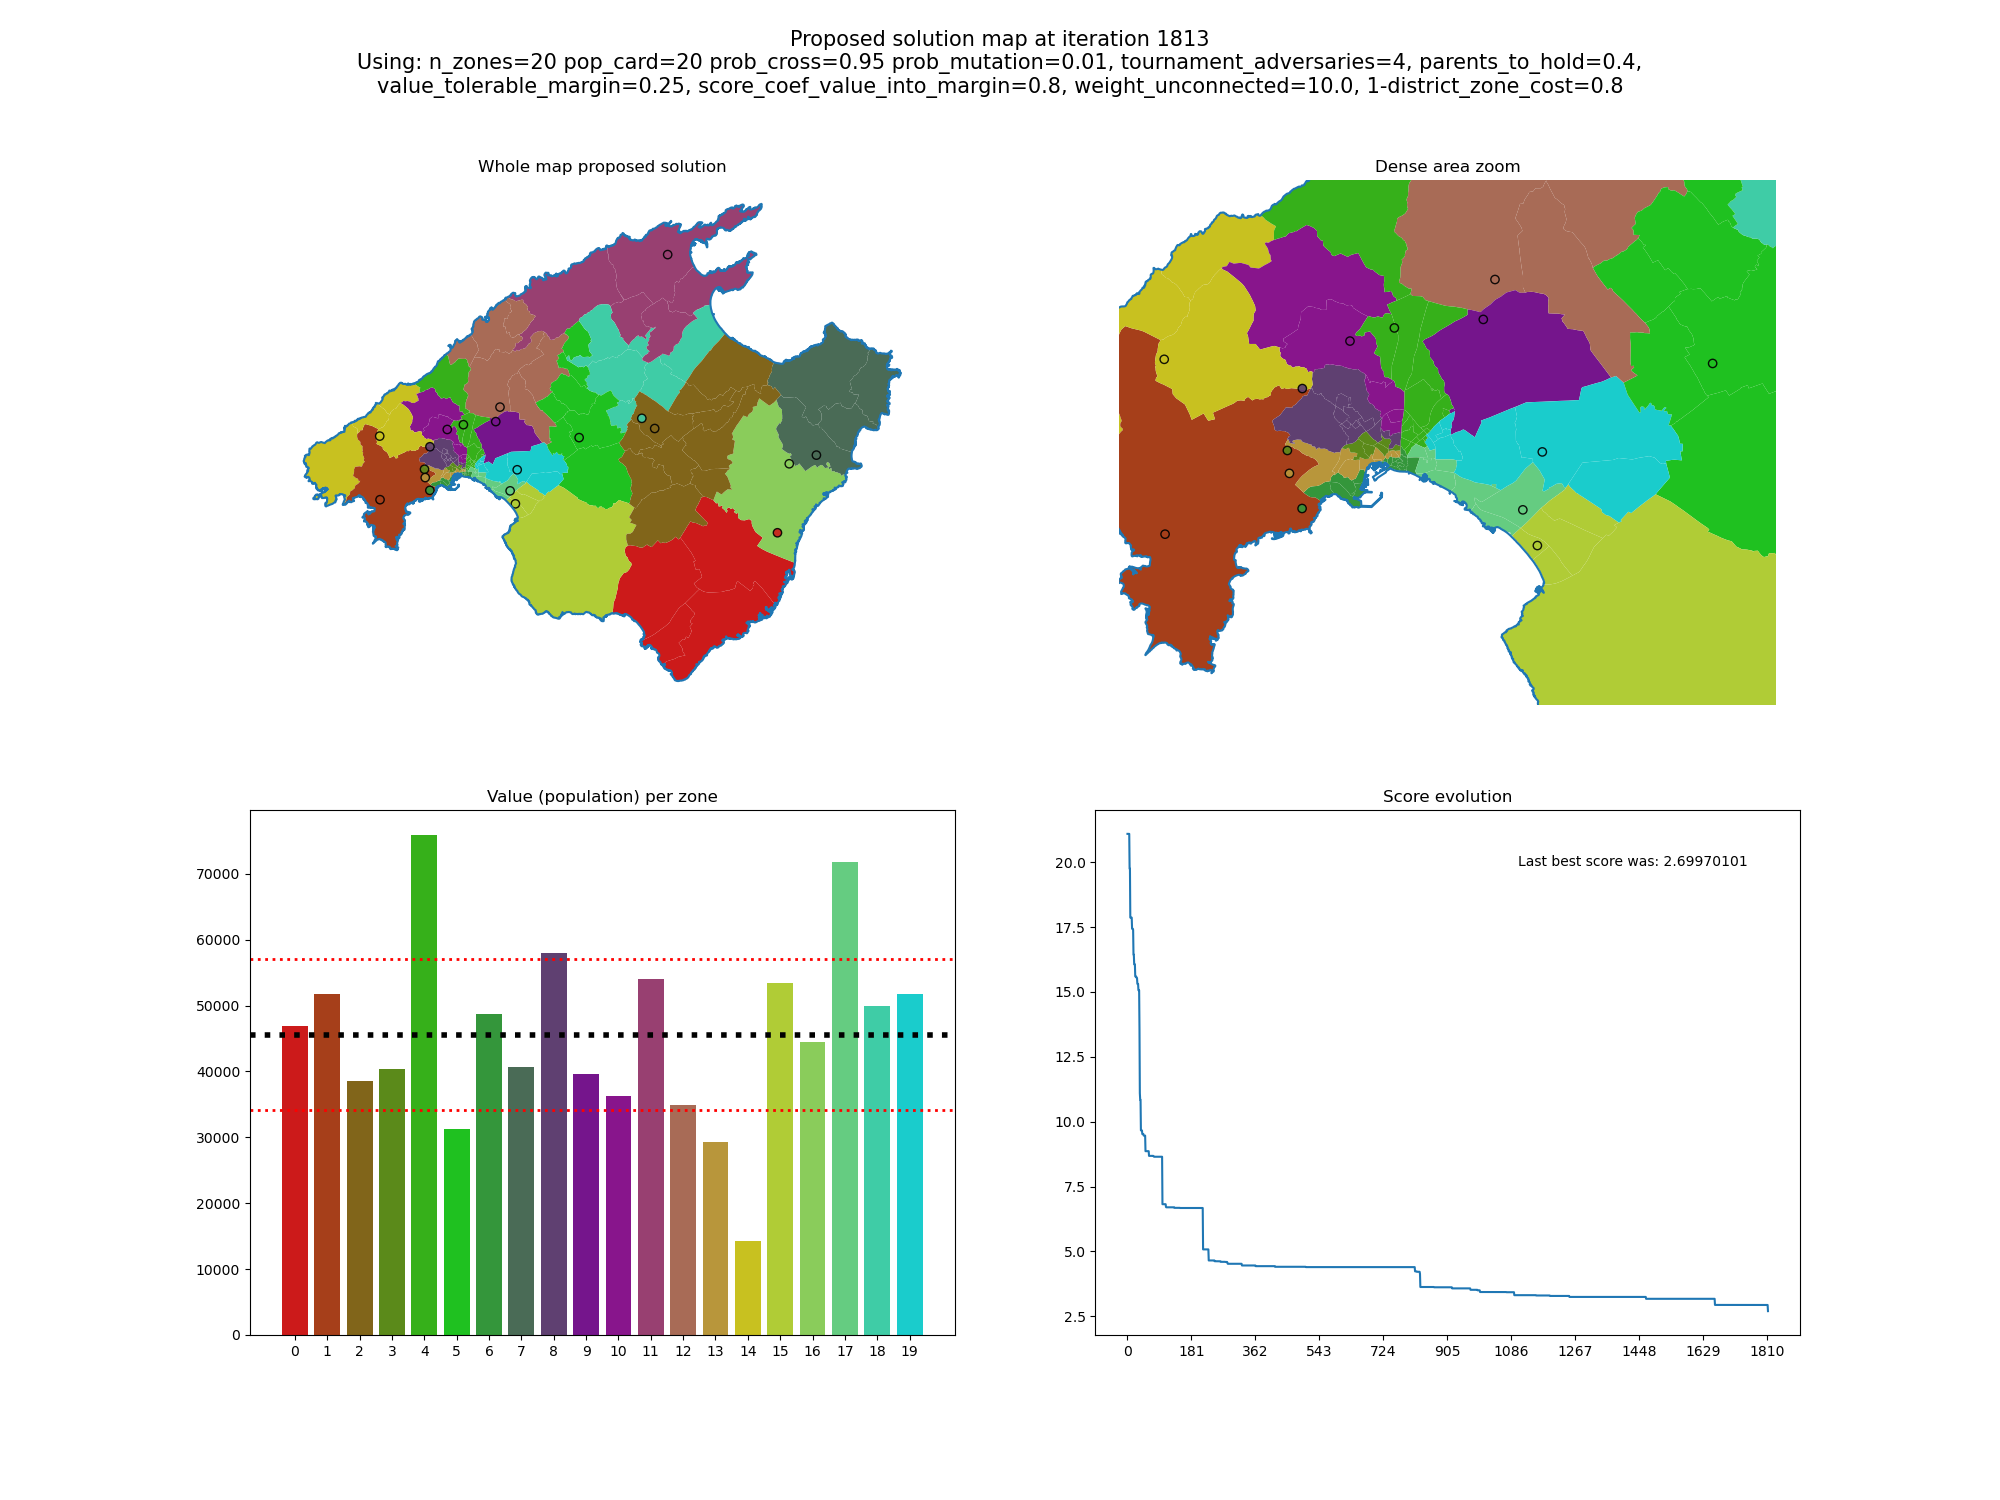 Proposed solution map at iteration 1813
Using: n_zones=20 pop_card=20 prob_cross=0.95 prob_mutation=0.01, tournament_adversaries=4, parents_to_hold=0.4,
value_tolerable_margin=0.25, score_coef_value_into_margin=0.8, weight_unconnected=10.0, 1-district_zone_cost=0.8
Whole map proposed solution
Dense area zoom
Value (population) per zone
70000
60000
50000
40000
30000
20000
10000
0
0 1 2 3 4 5 6 7 8 9 10 11 12 13 14 15 16 17 18 19
Score evolution
Last best score was: 2.69970101
20.0
17.5
15.0
12.5
10.0
7.5
5.0
2.5
0 181 362 543 724 905 1086 1267 1448 1629 1810